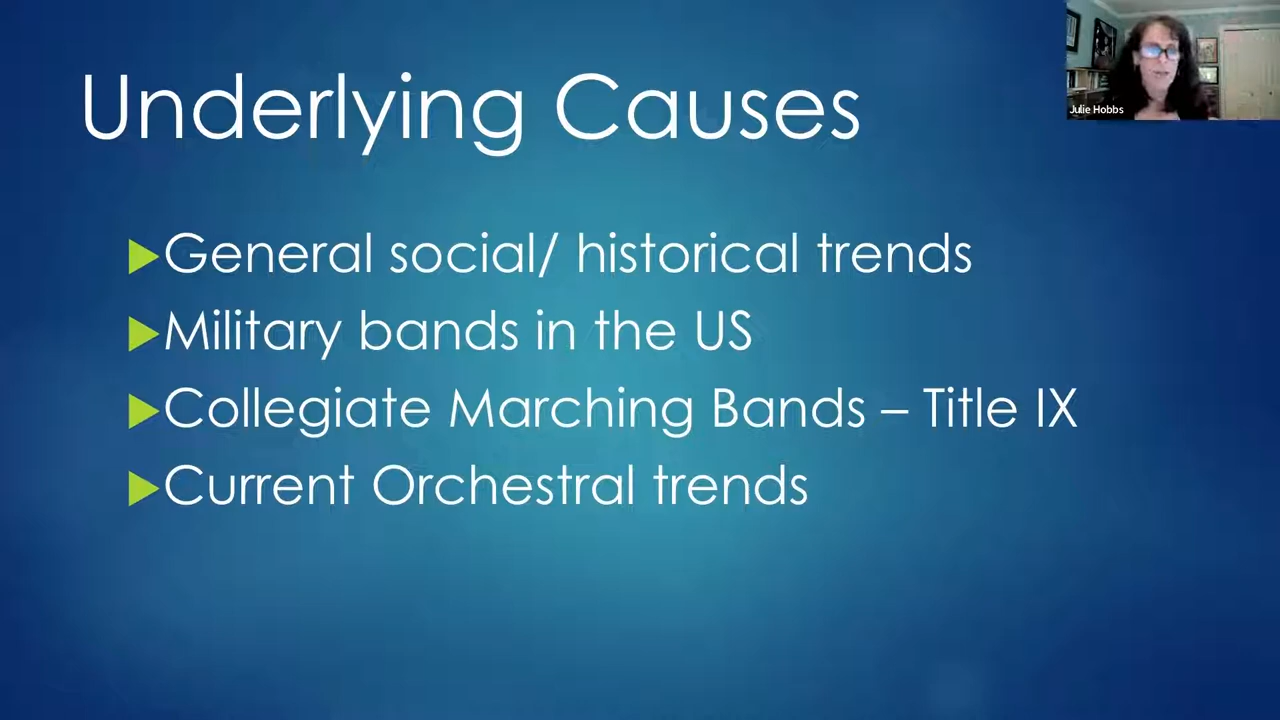 Underlying Causes
Julie Hobbs
General social/ historical trends
Military bands in the US
Collegiate Marching Bands – Title IX
Current Orchestral trends